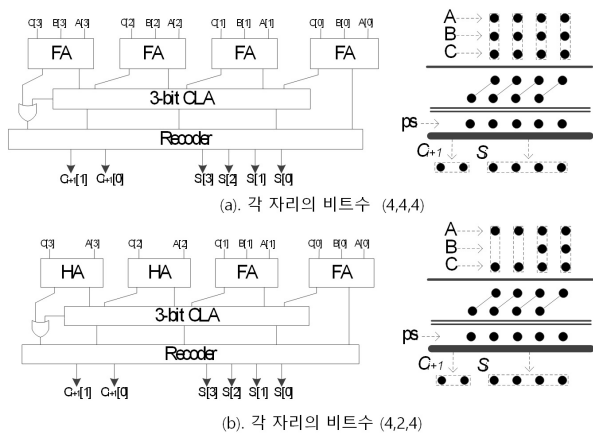 C[3] B[3] A[3] C[2] B[2] A[2] C[1] B[1] A[1] C[0] B[0] A[0]
FA FA FA FA
3-bit CLA
Recoder
C+1[1] C+1[0] S[3] S[2] S[1] S[0]
A
B
C
ps
C+1 S
(a). 각 자리의 비트수 (4,4,4)
C[3] A[3] C[2] A[2] C[1] B[1] A[1] C[0] B[0] A[0]
HA HA FA FA
3-bit CLA
Recoder
C+1[1] C+1[0] S[3] S[2] S[1] S[0]
A
B
C
ps
C+1 S
(b). 각 자리의 비트수 (4,2,4)